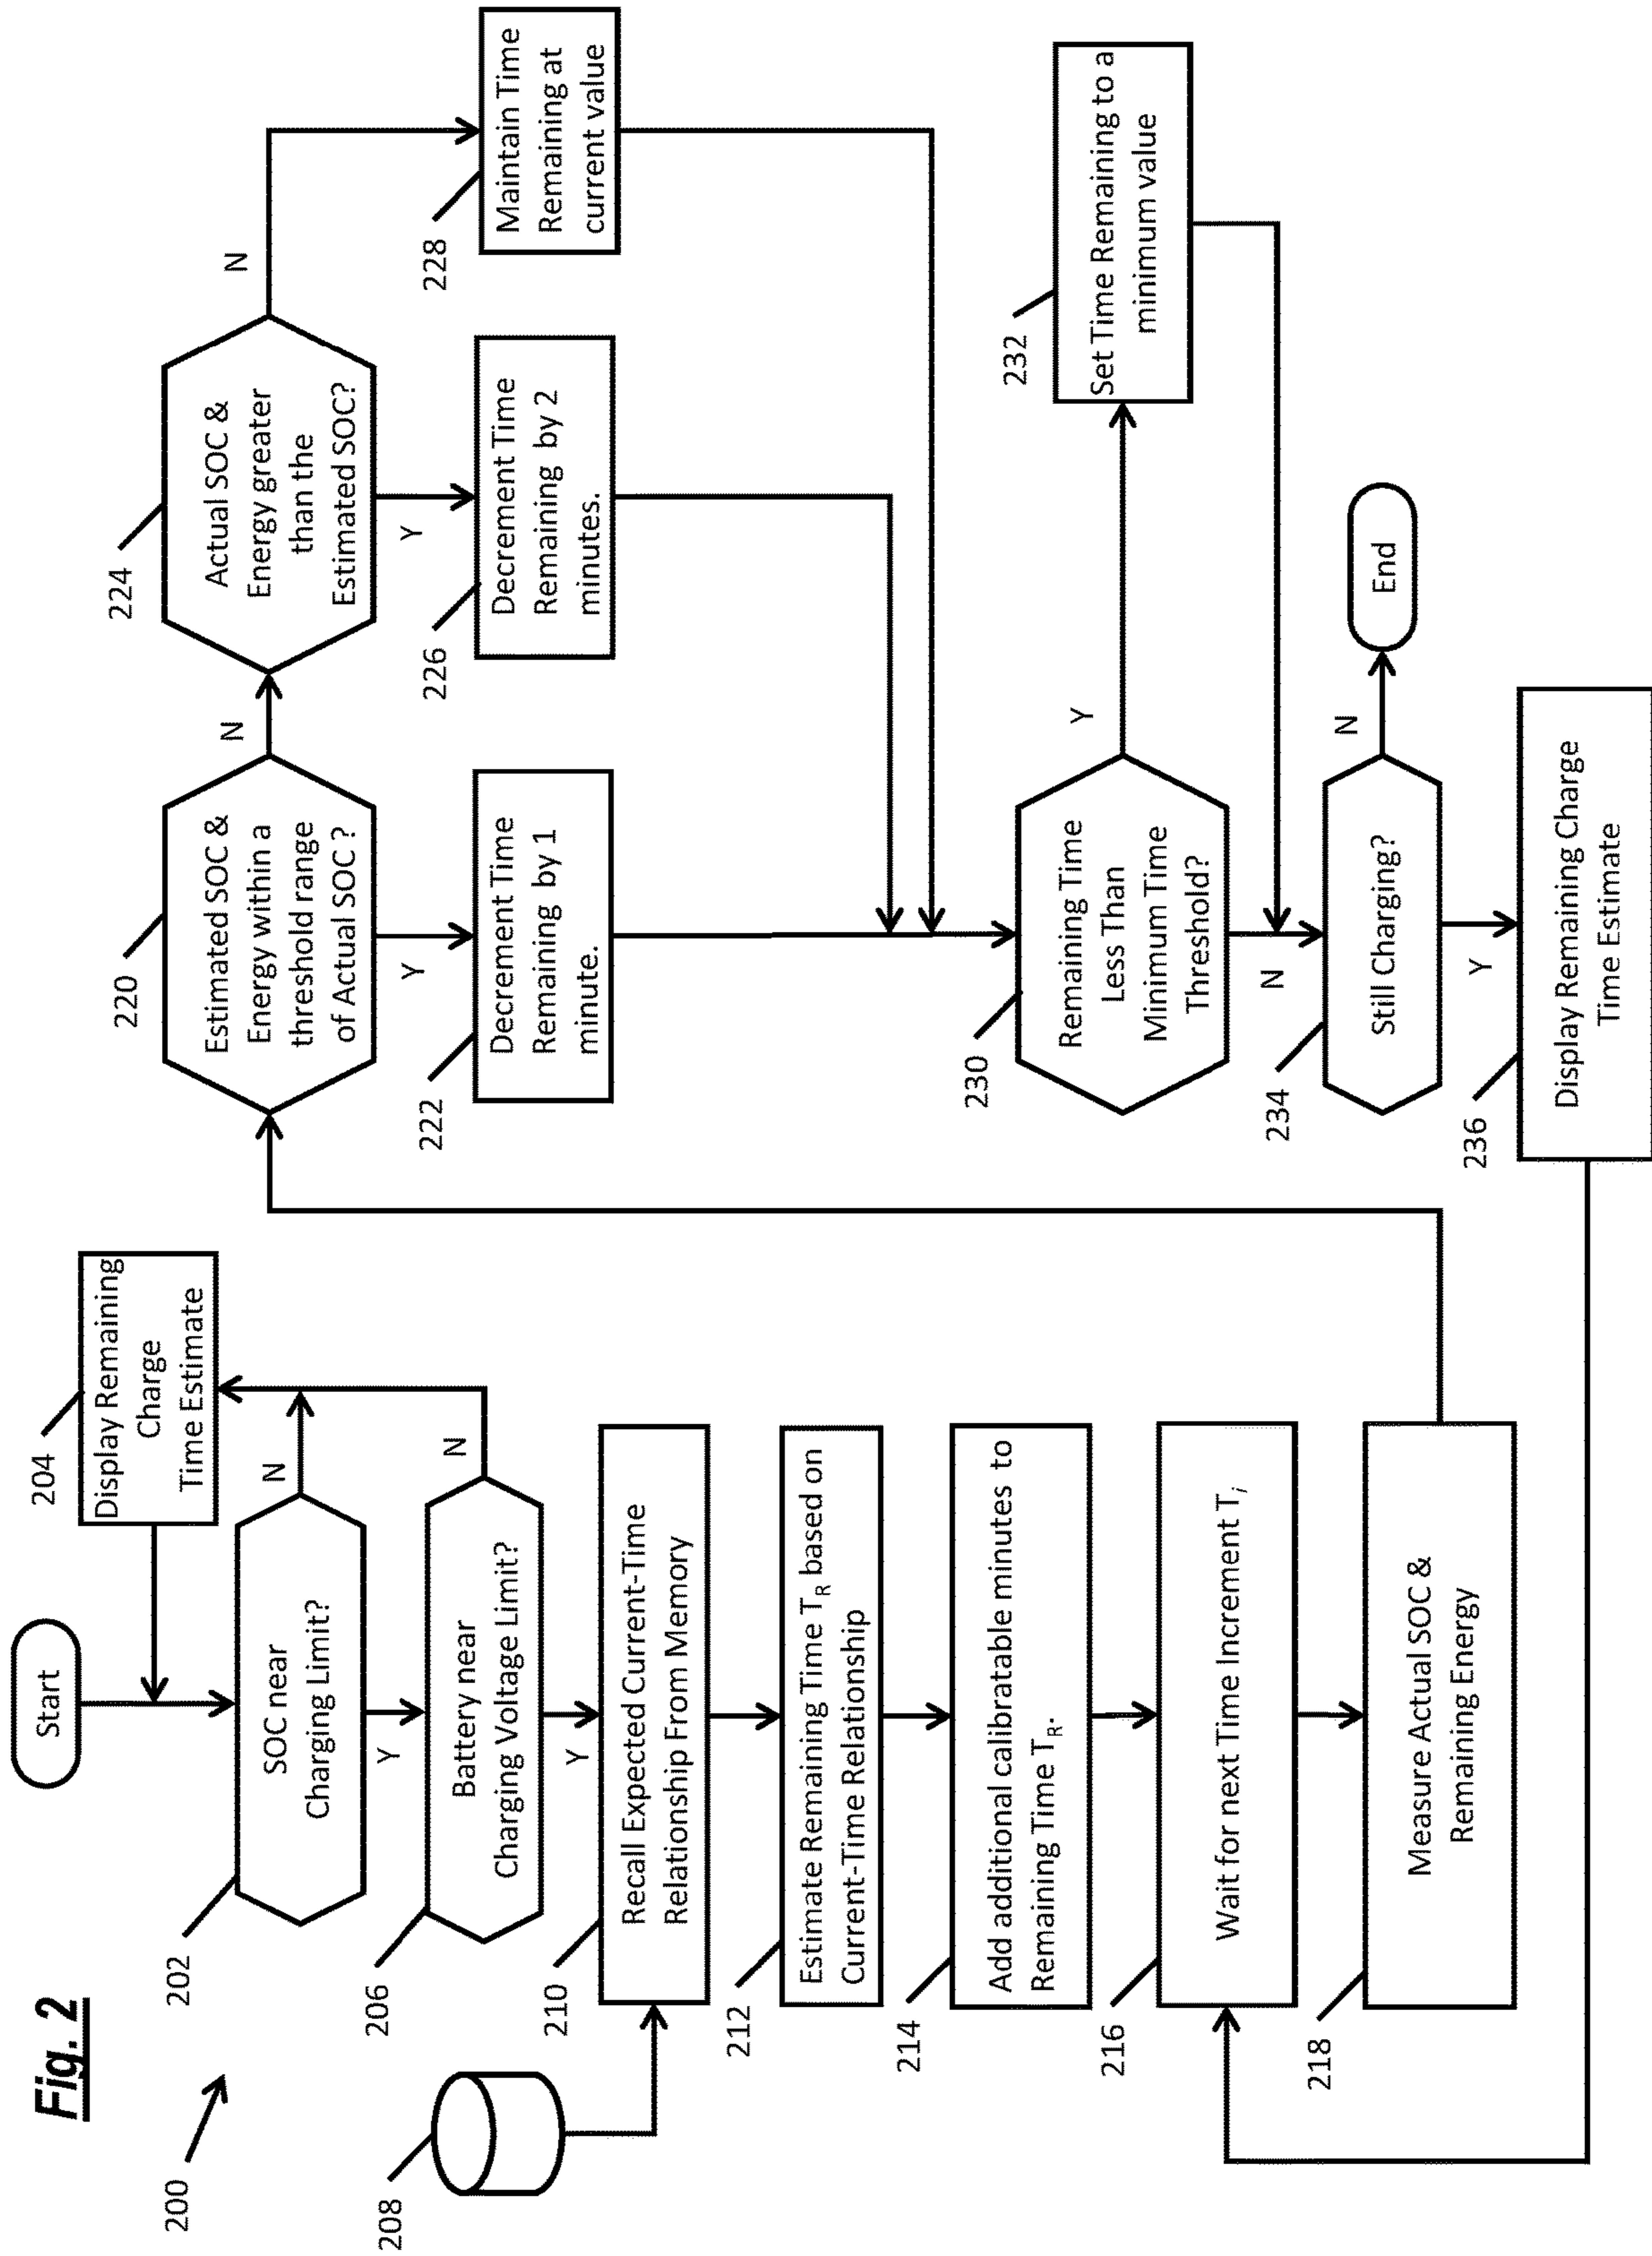 Fig. 2
200
Start
204
Display Remaining
Charge
Time Estimate
202
SOC near
Charging Limit?
N
Y
206
Battery near
Charging Voltage Limit?
N
Y
208
210
Recall Expected Current-Time
Relationship From Memory
212
Estimate Remaining Time TR based on
Current-Time Relationship
214
Add additional calibratable minutes to
Remaining Time TR.
216
Wait for next Time Increment Ti
218
Measure Actual SOC &
Remaining Energy
220
Estimated SOC &
Energy within a
threshold range
of Actual SOC ?
N
Y
222
Decrement Time
Remaining by 1
minute.
224
Actual SOC &
Energy greater
than the
Estimated SOC?
N
Y
226
Decrement Time
Remaining by 2
minutes.
228
Maintain Time
Remaining at
current value
230
Remaining Time
Less Than
Minimum Time
Threshold?
Y
N
232
Set Time Remaining to a
minimum value
234
Still Charging?
N
End
Y
236
Display Remaining Charge
Time Estimate